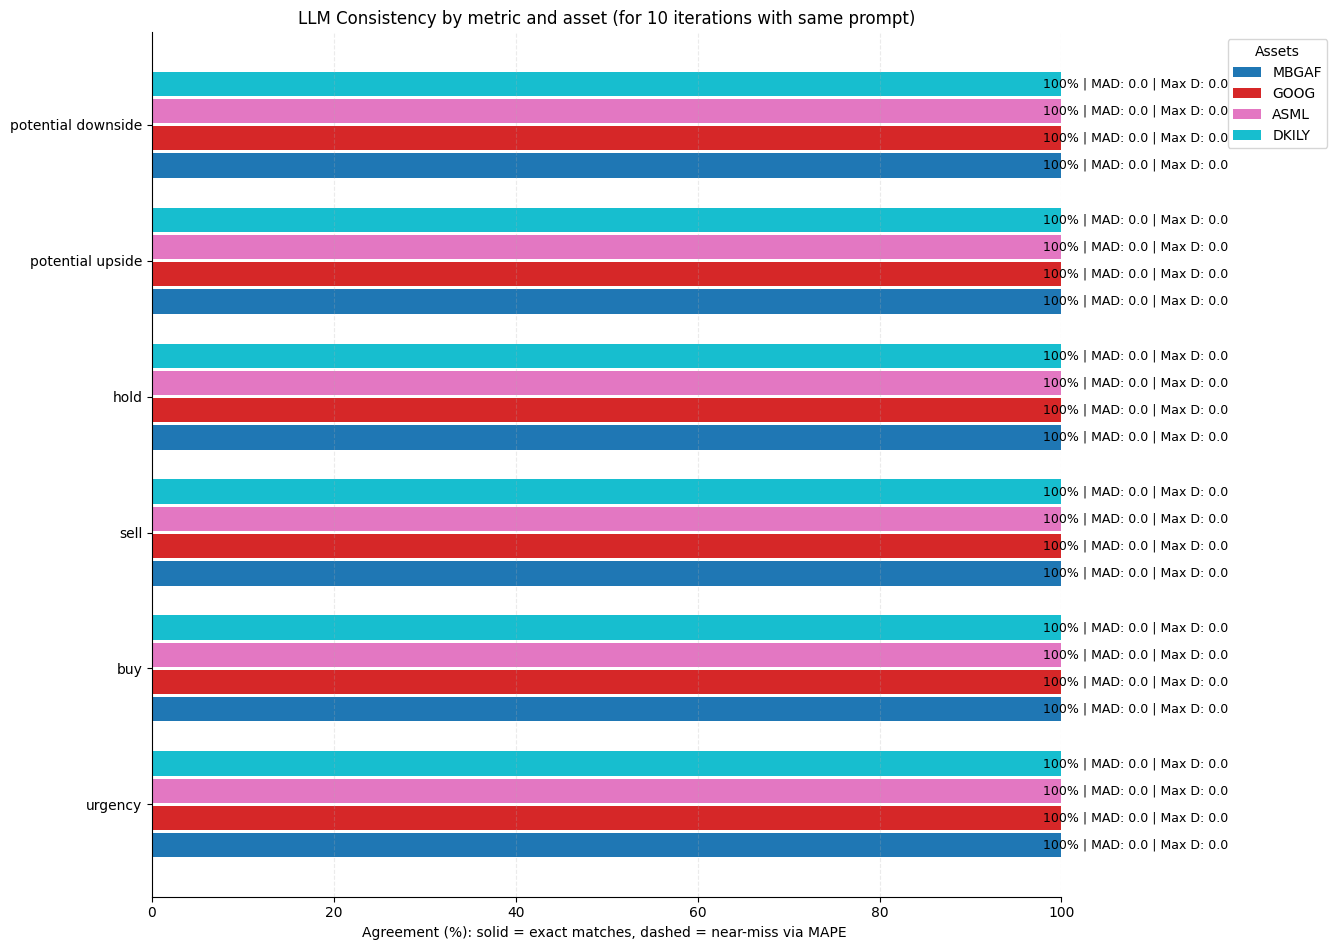 LLM Consistency by metric and asset (for 10 iterations with same prompt)
Assets
MBGAF
GOOG
ASML
DKILY
potential downside
100% | MAD: 0.0 | Max D: 0.0
100% | MAD: 0.0 | Max D: 0.0
100% | MAD: 0.0 | Max D: 0.0
100% | MAD: 0.0 | Max D: 0.0
potential upside
100% | MAD: 0.0 | Max D: 0.0
100% | MAD: 0.0 | Max D: 0.0
100% | MAD: 0.0 | Max D: 0.0
100% | MAD: 0.0 | Max D: 0.0
hold
100% | MAD: 0.0 | Max D: 0.0
100% | MAD: 0.0 | Max D: 0.0
100% | MAD: 0.0 | Max D: 0.0
100% | MAD: 0.0 | Max D: 0.0
sell
100% | MAD: 0.0 | Max D: 0.0
100% | MAD: 0.0 | Max D: 0.0
100% | MAD: 0.0 | Max D: 0.0
100% | MAD: 0.0 | Max D: 0.0
buy
100% | MAD: 0.0 | Max D: 0.0
100% | MAD: 0.0 | Max D: 0.0
100% | MAD: 0.0 | Max D: 0.0
100% | MAD: 0.0 | Max D: 0.0
urgency
100% | MAD: 0.0 | Max D: 0.0
100% | MAD: 0.0 | Max D: 0.0
100% | MAD: 0.0 | Max D: 0.0
100% | MAD: 0.0 | Max D: 0.0
0 20 40 60 80 100
Agreement (%): solid = exact matches, dashed = near-miss via MAPE